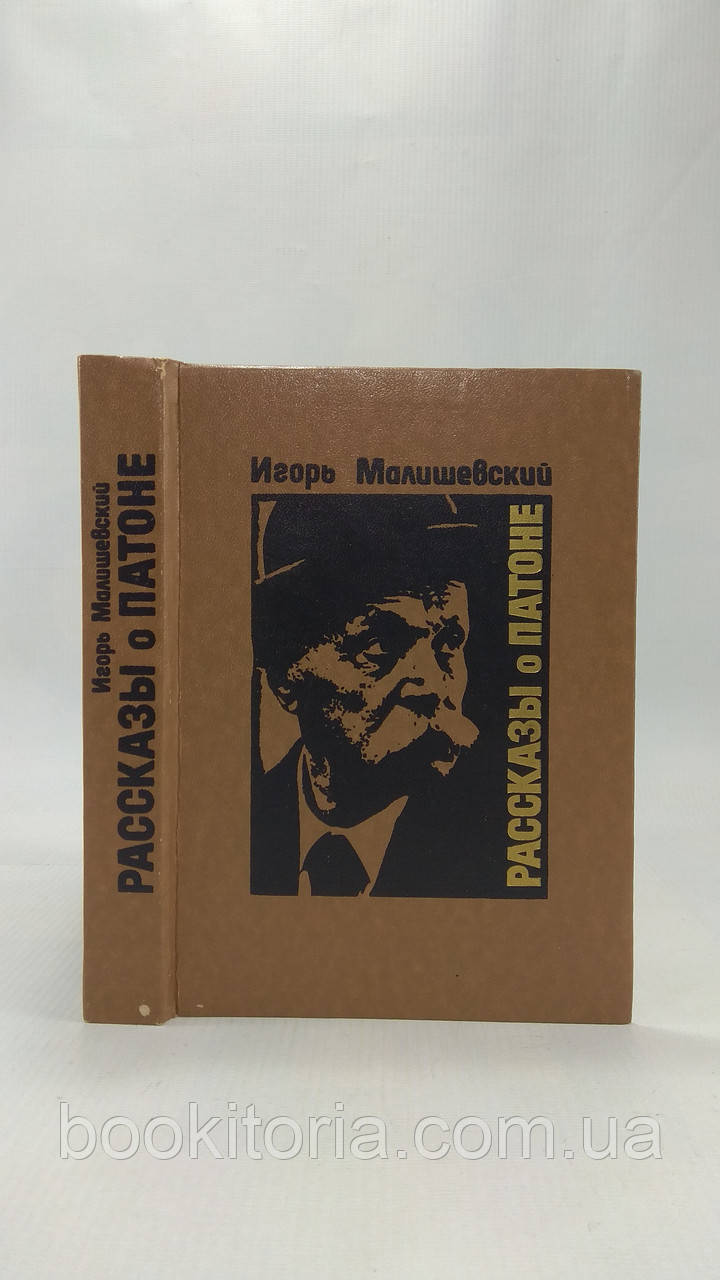 Игорь Малишевский
РАССКАЗЫ о ПАТОНЕ
Игорь Малишевский
РАССКАЗЫ о ПАТОНЕ
bookitoria.com.ua